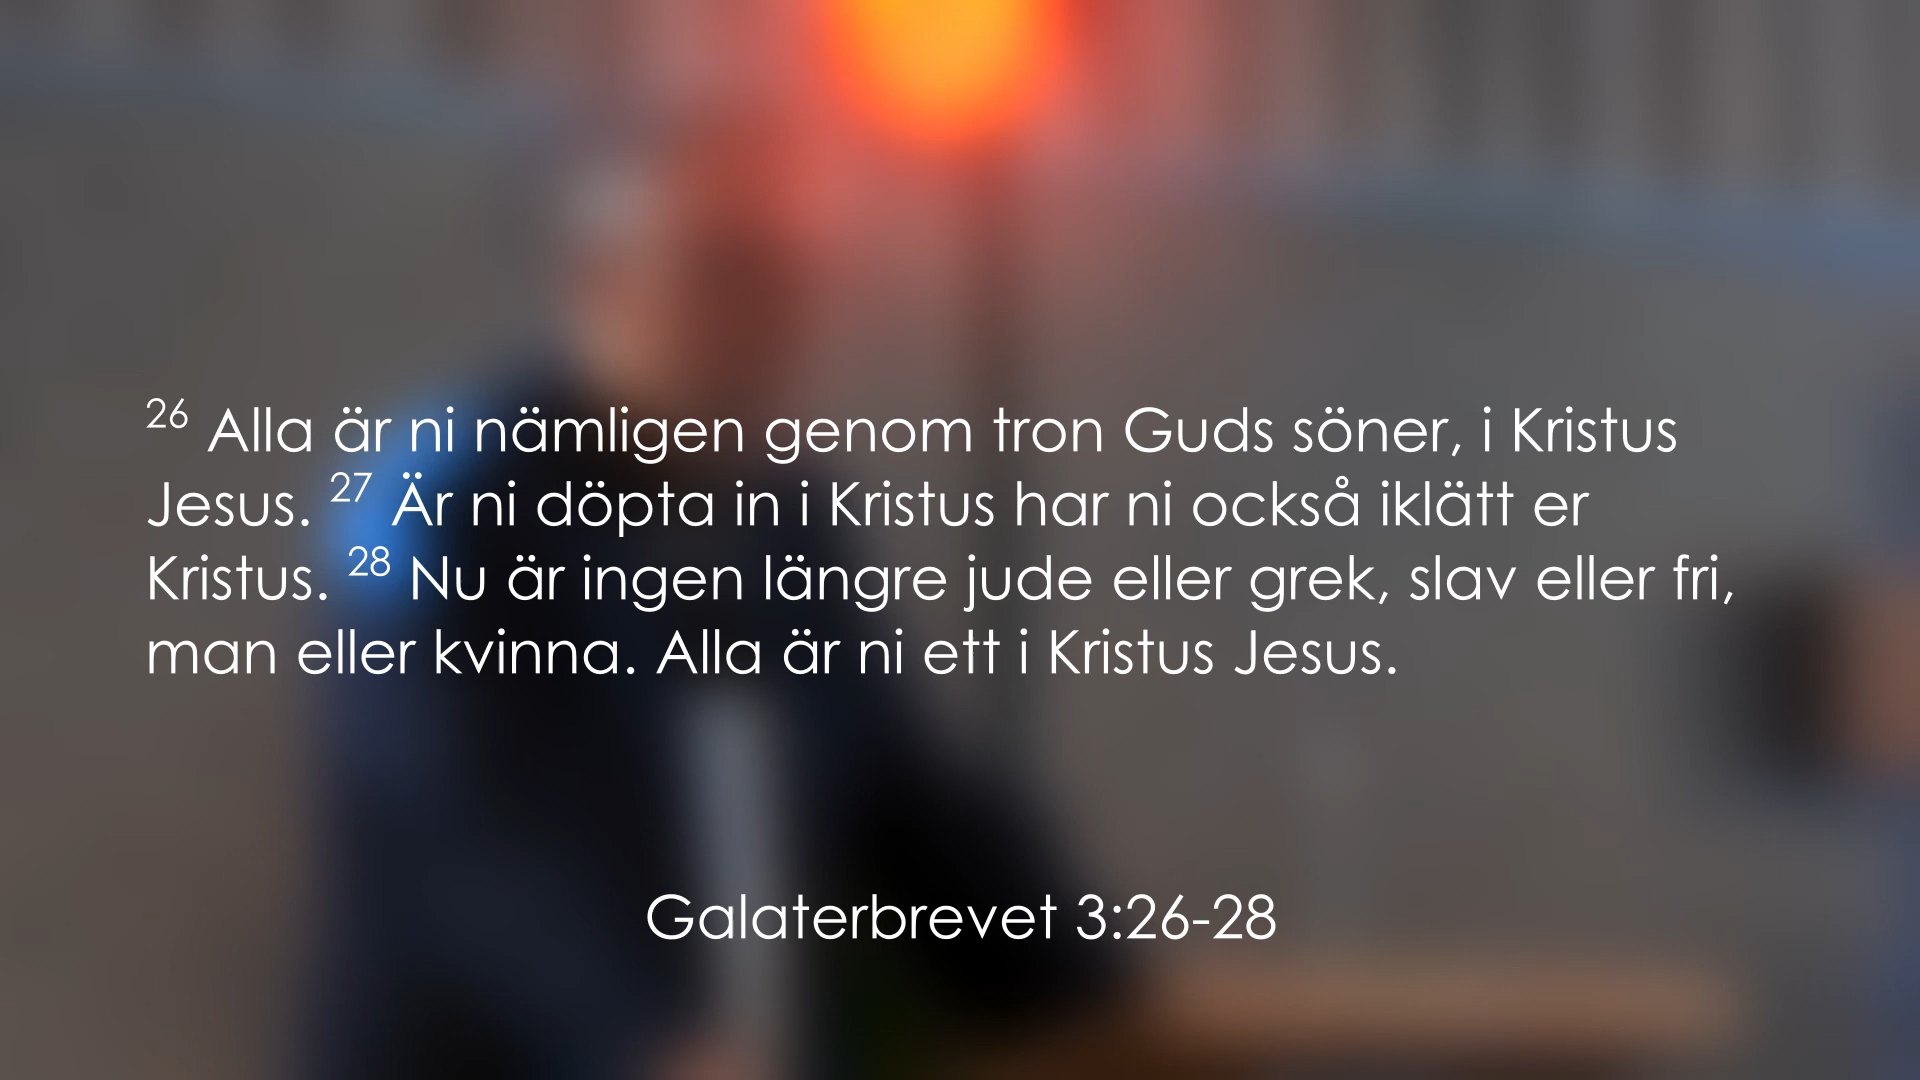 26 Alla är ni nämligen genom tron Guds söner, i Kristus
Jesus. 27 Är ni döpta in i Kristus har ni också iklätt er
Kristus. 28 Nu är ingen längre jude eller grek, slav eller fri,
man eller kvinna. Alla är ni ett i Kristus Jesus.
Galaterbrevet 3:26-28